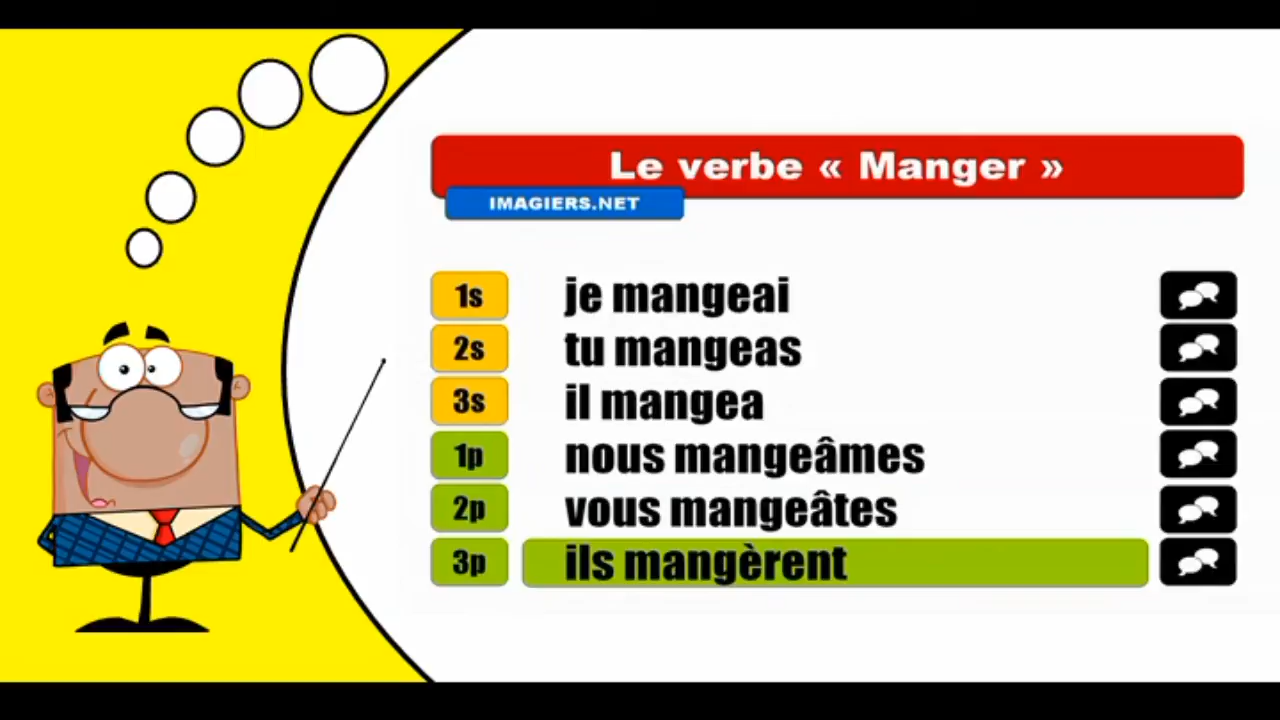 Le verbe « Manger »
IMAGIERS.NET
1s je mangeai
2s tu mangeas
3s il mangea
1p nous mangeâmes
2p vous mangeâtes
3p ils mangèrent